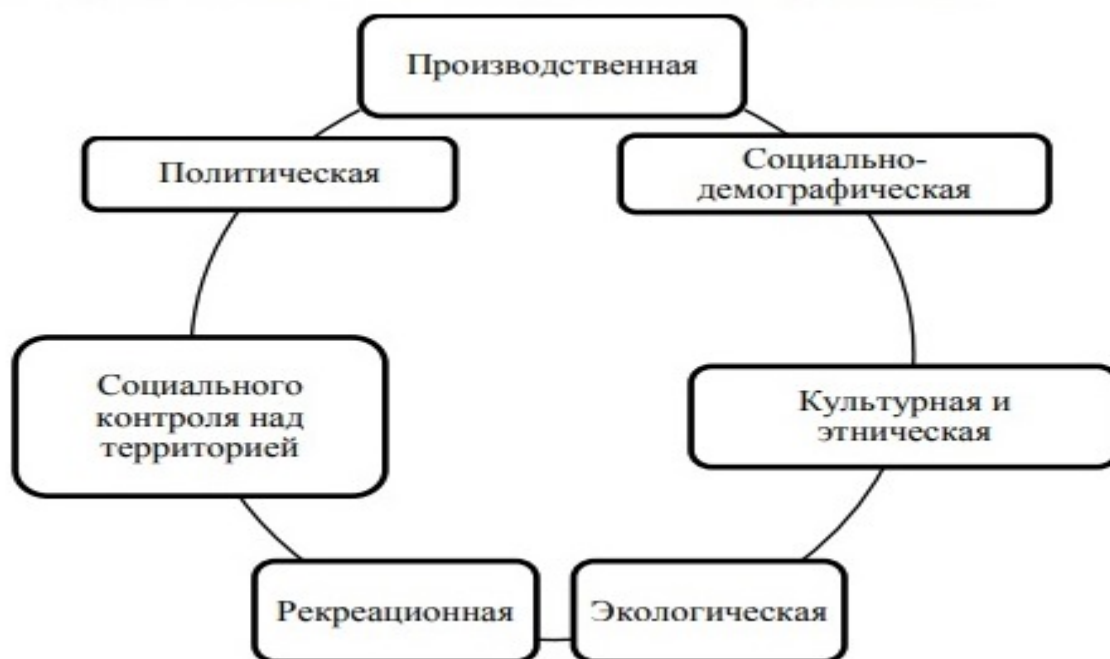 Производственная
Политическая
Социально-
демографическая
Социального
контроля над
территорией
Культурная и
этническая
Рекреационная
Экологическая